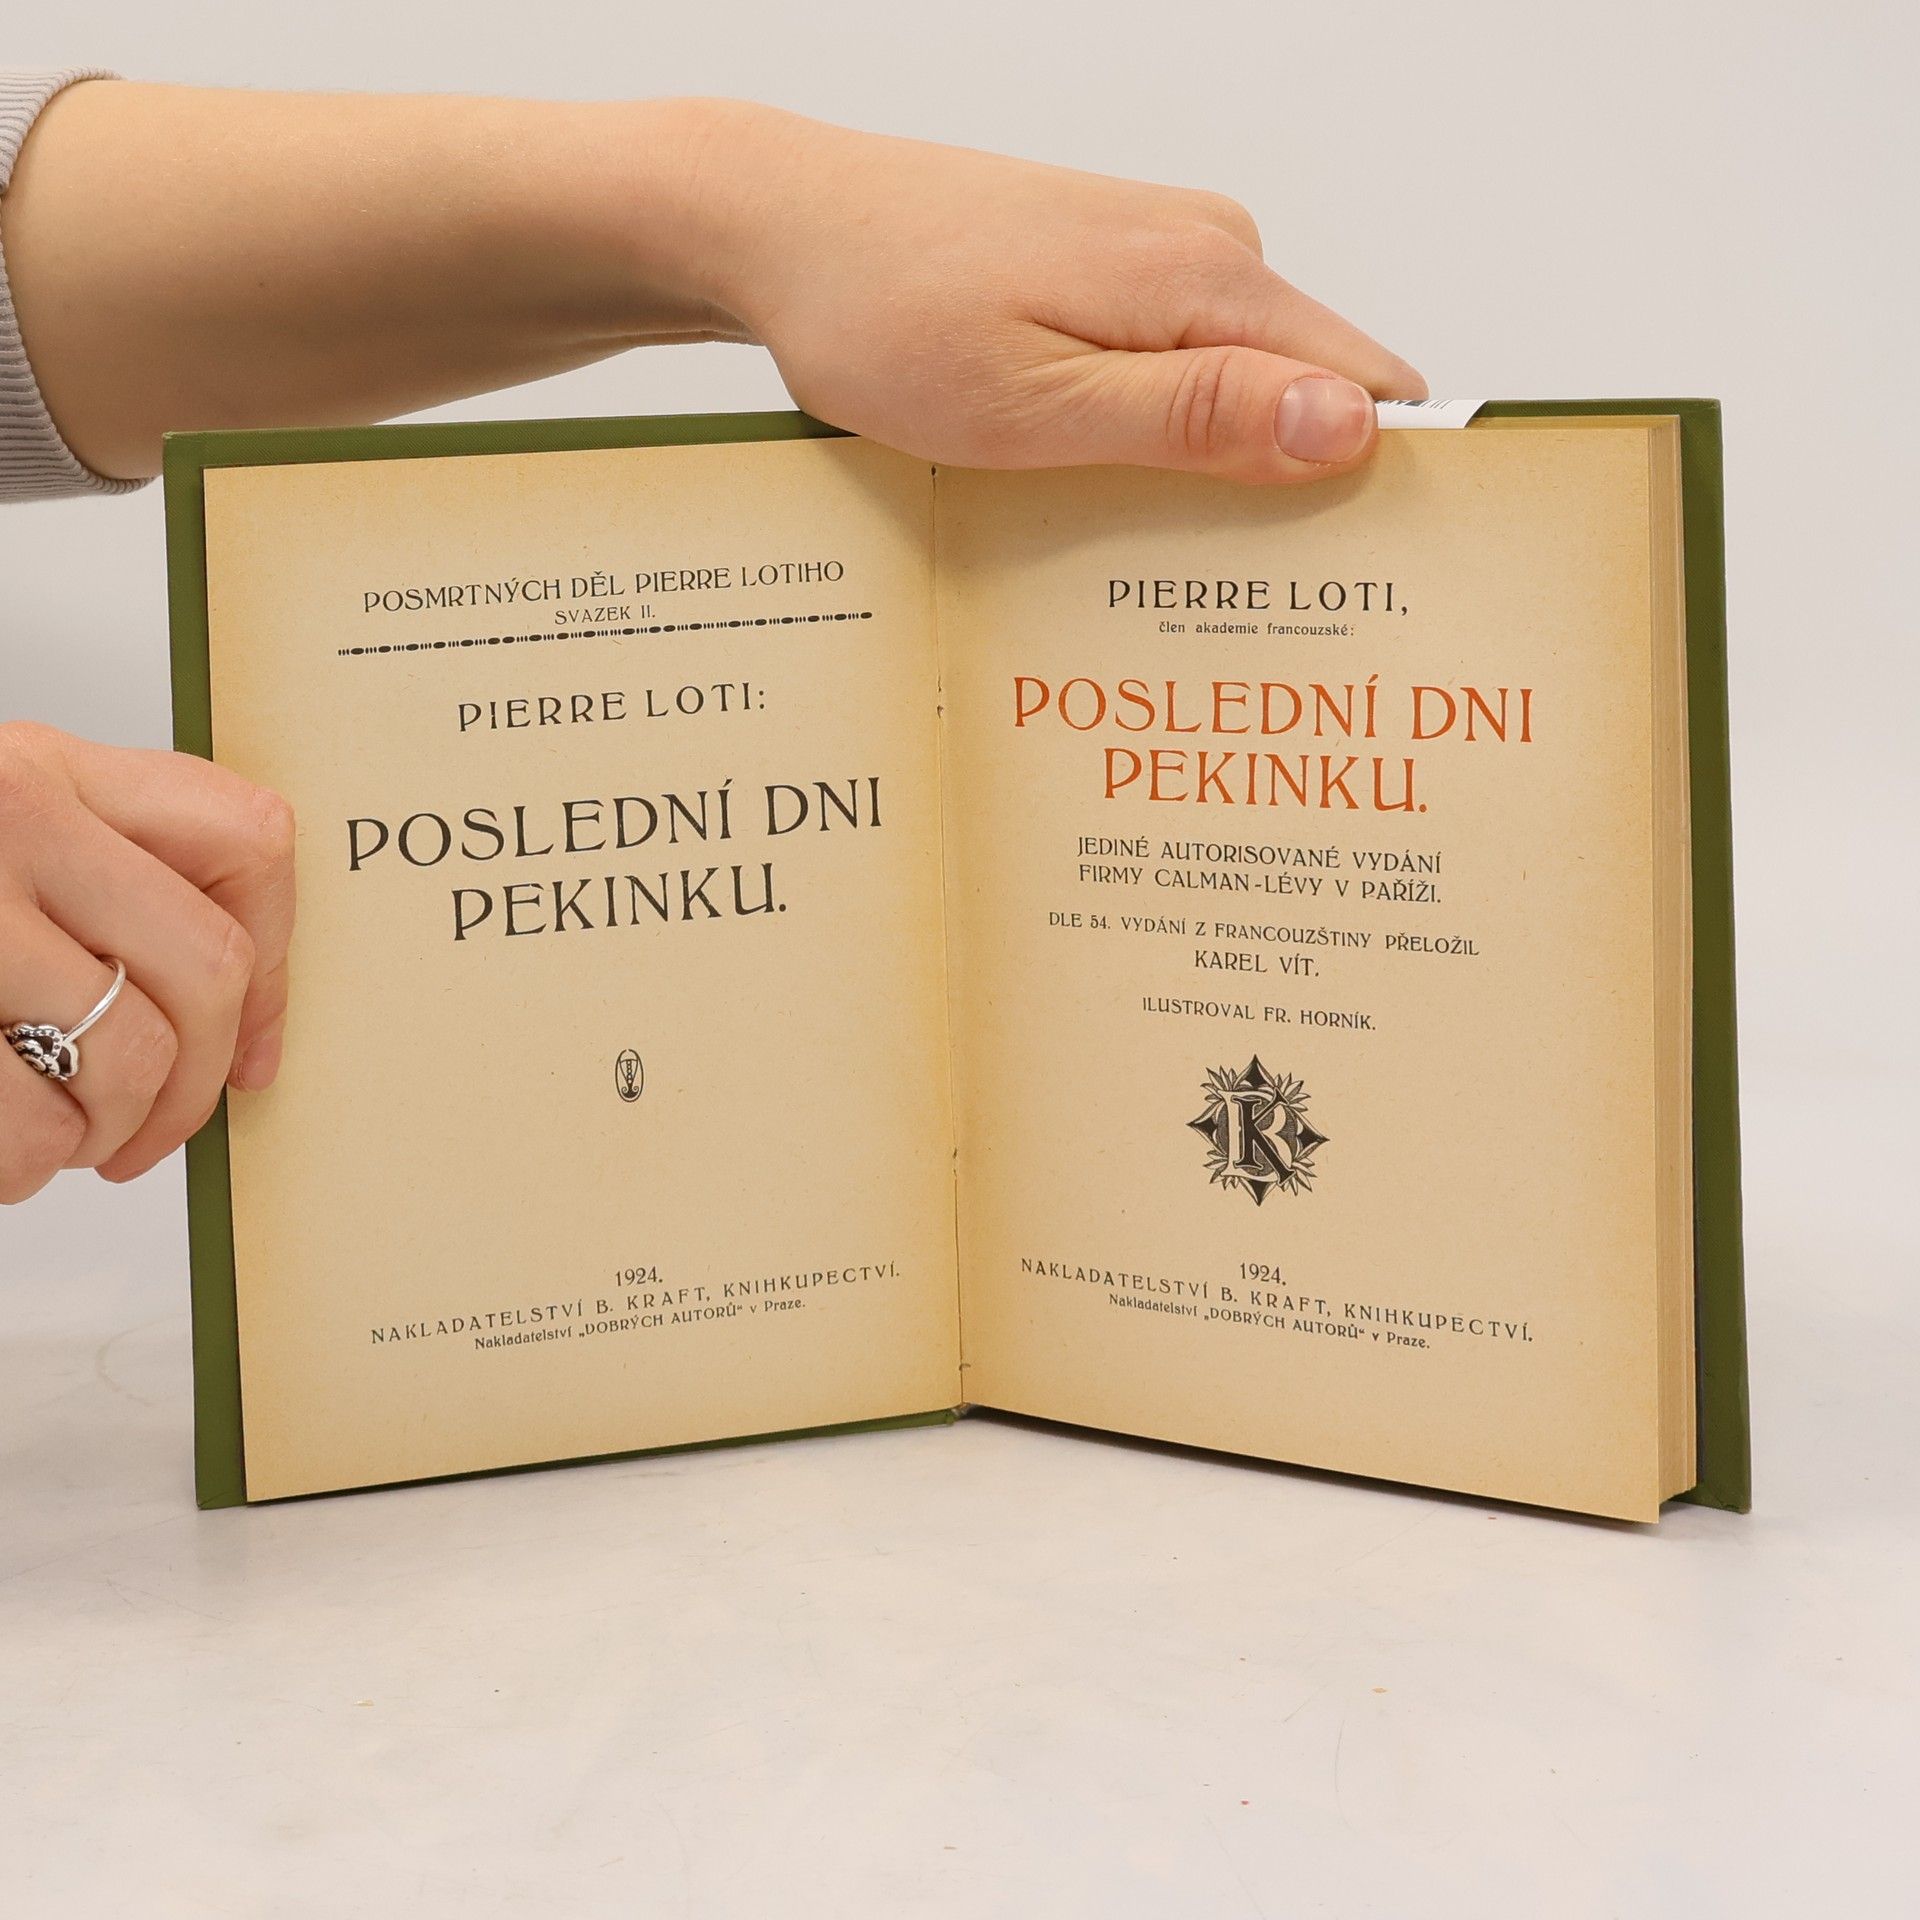 POSMRTNÝCH DĚL PIERRE LOTIHO
SVAZEK II.
PIERRE LOTI:
POSLEDNÍ DNI
PEKINKU.
1924.
NAKLADATELSTVÍ B. KRAFT, KNIHKUPECTVÍ.
Nakladatelství „DOBRÝCH AUTORŮ“ v Praze.
PIERRE LOTI,
člen akademie francouzské:
POSLEDNÍ DNI
PEKINKU.
JEDINÉ AUTORISOVANÉ VYDÁNÍ
FIRMY CALMAN-LÉVY V PAŘÍŽI.
DLE 54. VYDÁNÍ Z FRANCOUZŠTINY PŘELOŽIL
KAREL VÍT.
ILUSTROVAL FR. HORNÍK.
BK
1924.
NAKLADATELSTVÍ B. KRAFT, KNIHKUPECTVÍ.
Nakladatelství „DOBRÝCH AUTORŮ“ v Praze.